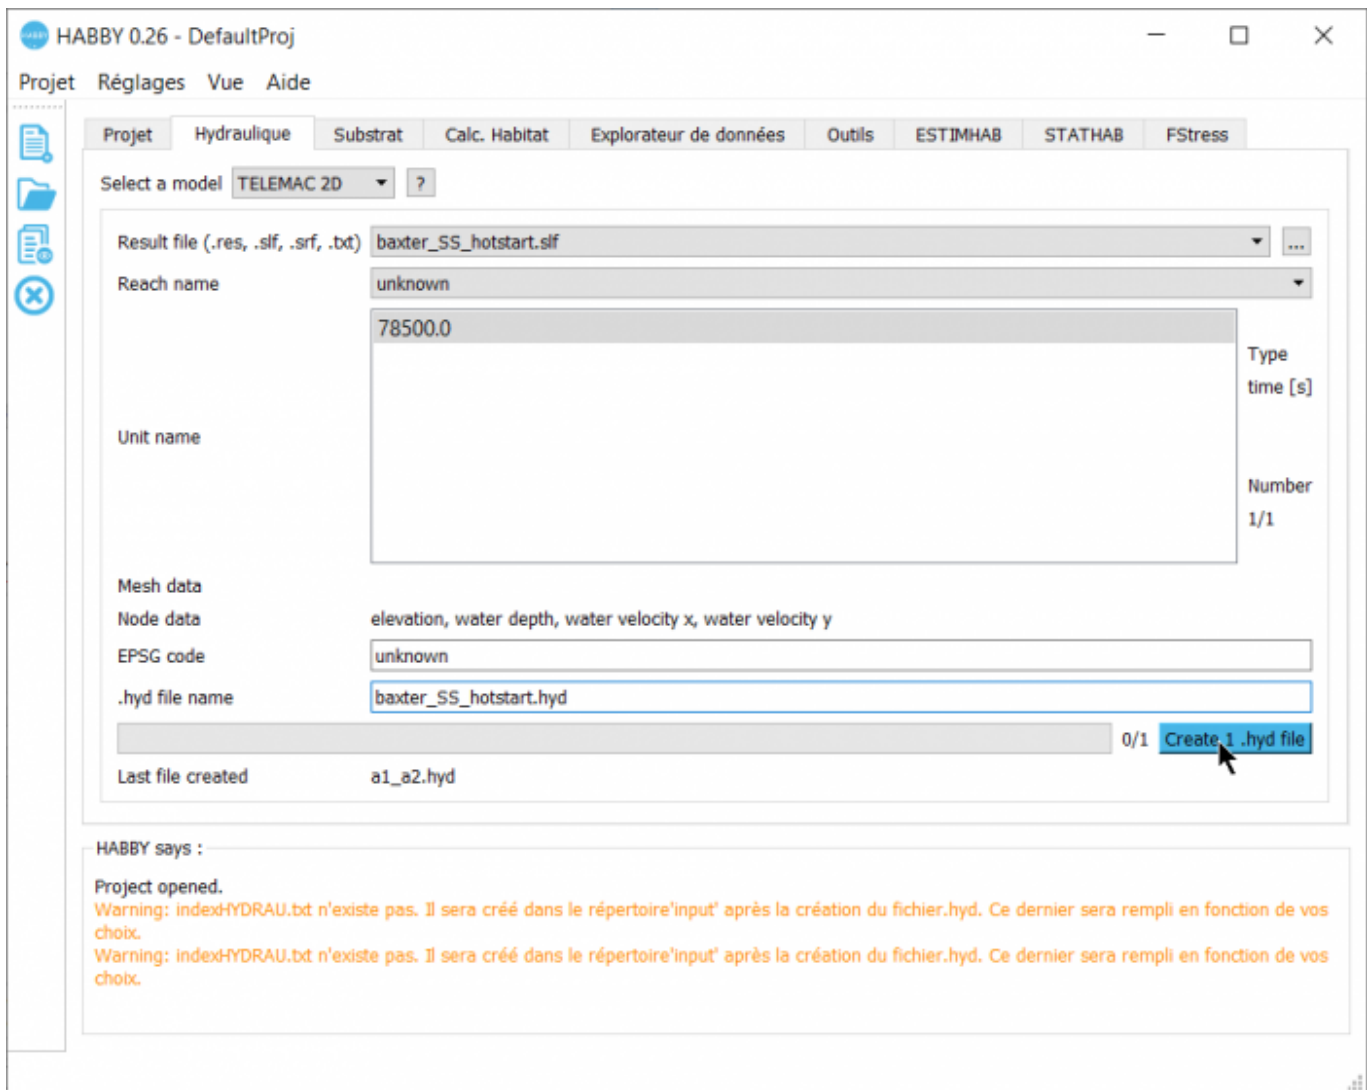 HABBY 0.26 - DefaultProj
Projet Réglages Vue Aide
Projet Hydraulique Substrat Calc. Habitat Explorateur de données Outils ESTIMHAB STATHAB FStress
Select a model TELEMAC 2D ?
Result file (.res, .slf, .srf, .txt) baxter_SS_hotstart.slf ...
Reach name unknown
78500.0
Type
time [s]
Unit name
Number
1/1
Mesh data
Node data elevation, water depth, water velocity x, water velocity y
EPSG code unknown
.hyd file name baxter_SS_hotstart.hyd
0/1 Create 1 .hyd file
Last file created a1_a2.hyd
HABBY says :
Project opened.
Warning: indexHYDRAU.txt n'existe pas. Il sera créé dans le répertoire'input' après la création du fichier.hyd. Ce dernier sera rempli en fonction de vos
choix.
Warning: indexHYDRAU.txt n'existe pas. Il sera créé dans le répertoire'input' après la création du fichier.hyd. Ce dernier sera rempli en fonction de vos
choix.